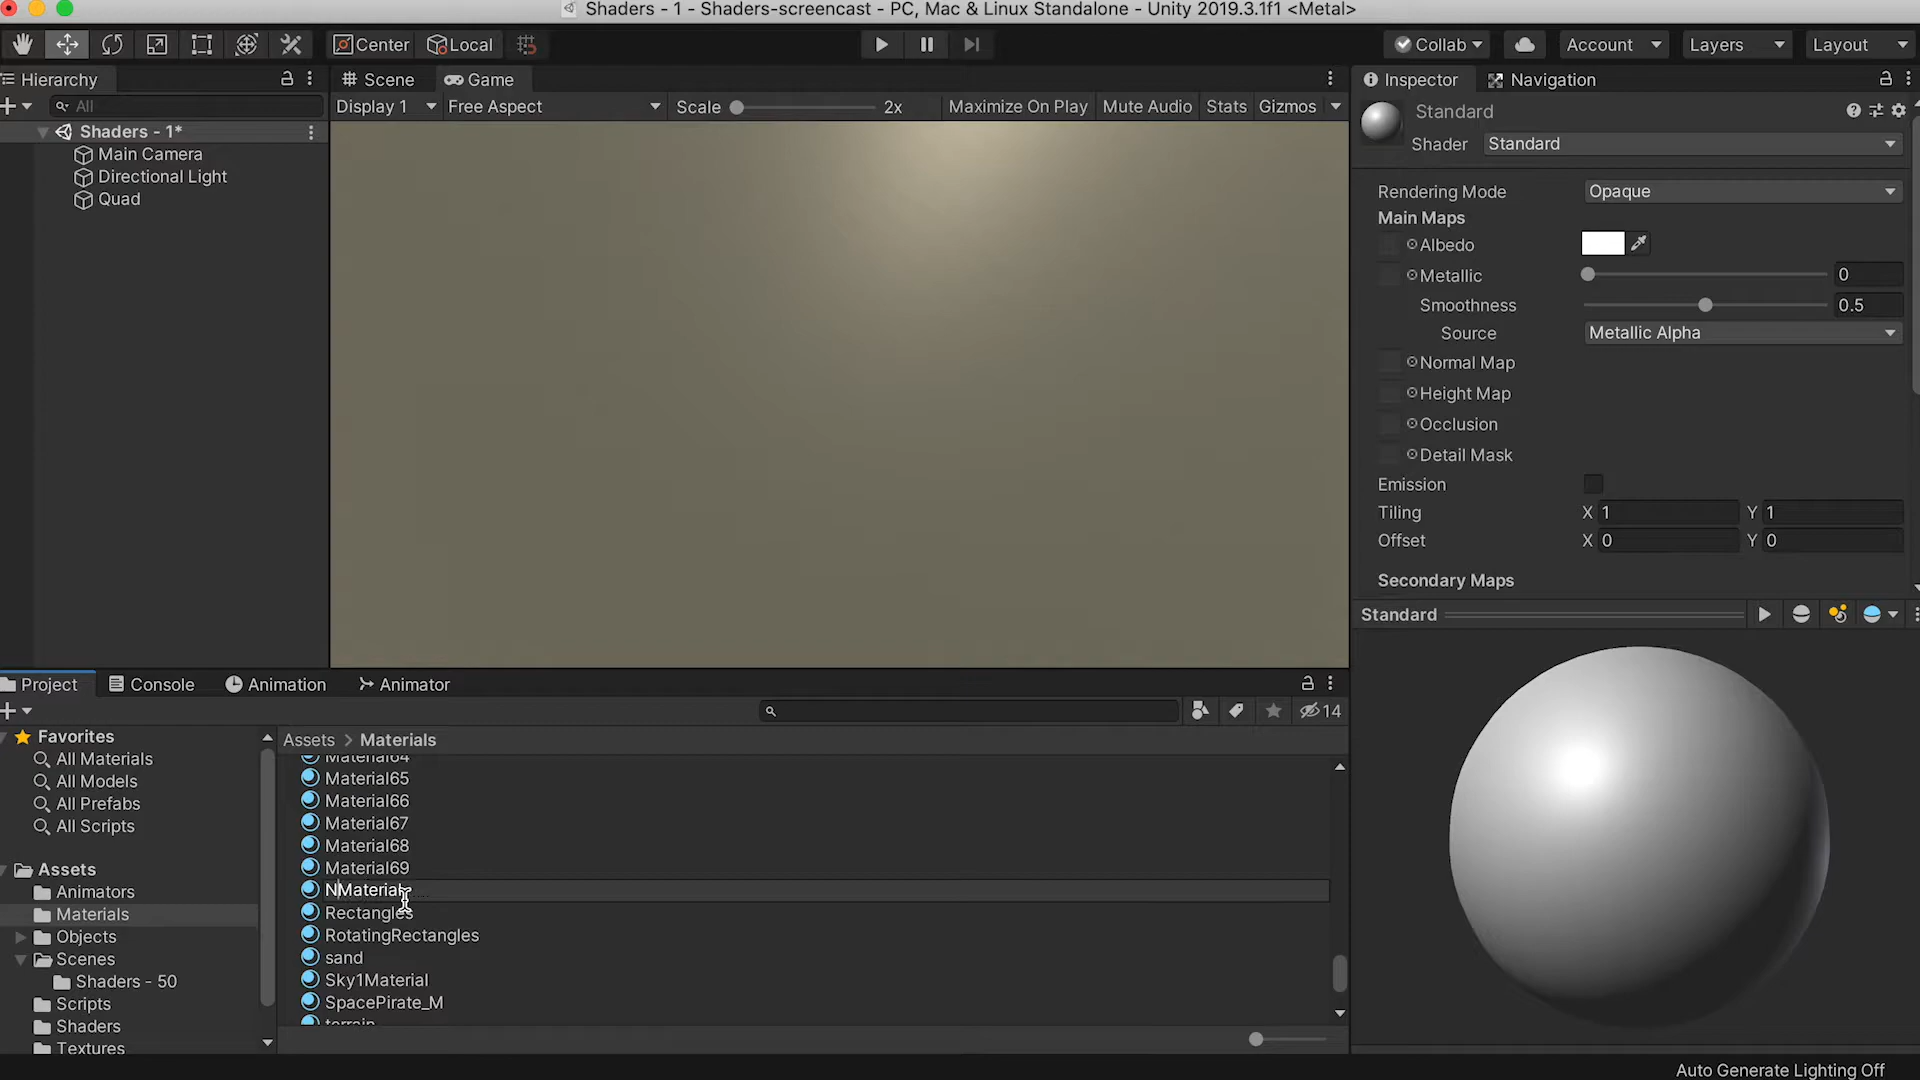 Shaders - 1 - Shaders-screencast - PC, Mac & Linux Standalone - Unity 2019.3.1f1 <Metal>
Center Local Collab Account Layers Layout
Hierarchy
All
Shaders - 1*
Main Camera
Directional Light
Quad
Scene Game
Display 1 Free Aspect Scale 2x Maximize On Play Mute Audio Stats Gizmos
Inspector Navigation
Standard
Shader Standard
Rendering Mode Opaque
Main Maps
Albedo
Metallic 0
Smoothness 0.5
Source Metallic Alpha
Normal Map
Height Map
Occlusion
Detail Mask
Emission
Tiling X 1 Y 1
Offset X 0 Y 0
Secondary Maps
Standard
Project Console Animation Animator
14
Favorites
All Materials
All Models
All Prefabs
All Scripts
Assets
Animators
Materials
Objects
Scenes
Shaders - 50
Scripts
Shaders
Textures
Assets > Materials
Material64
Material65
Material66
Material67
Material68
Material69
NMaterial
Rectangles
RotatingRectangles
sand
Sky1Material
SpacePirate_M
terrain
Auto Generate Lighting Off